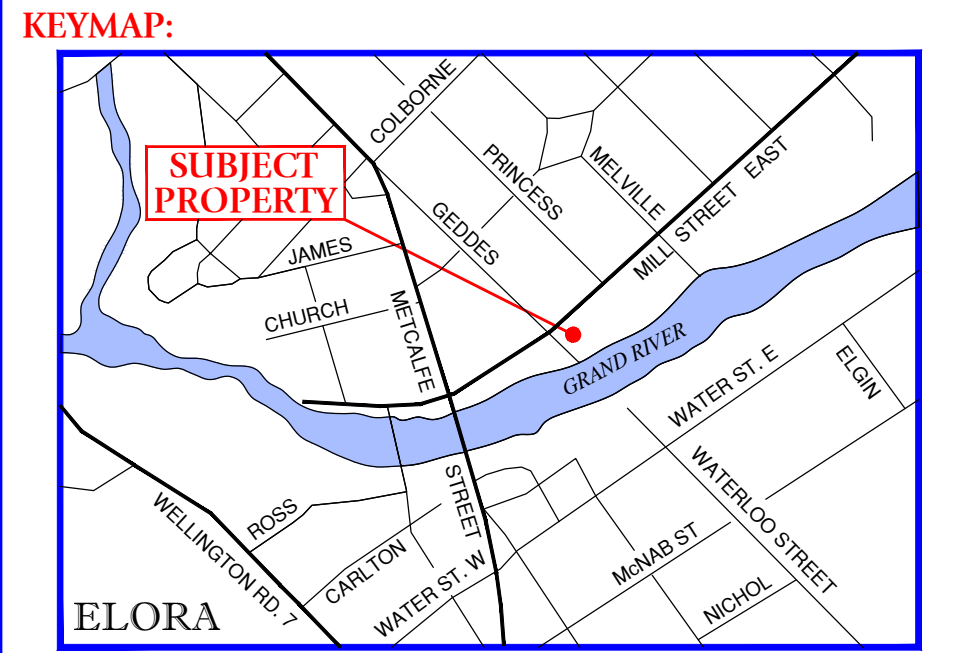 KEYMAP:
COLBORNE
SUBJECT
PROPERTY
PRINCESS
MELVILLE
MILL STREET EAST
GEDDES
JAMES
CHURCH
METCALFE
STREET
GRAND RIVER
WATER ST. E
ELGIN
WATERLOO STREET
ROSS
WELLINGTON RD. 7
CARLTON
WATER ST. W
McNAB ST
NICHOL
ELORA